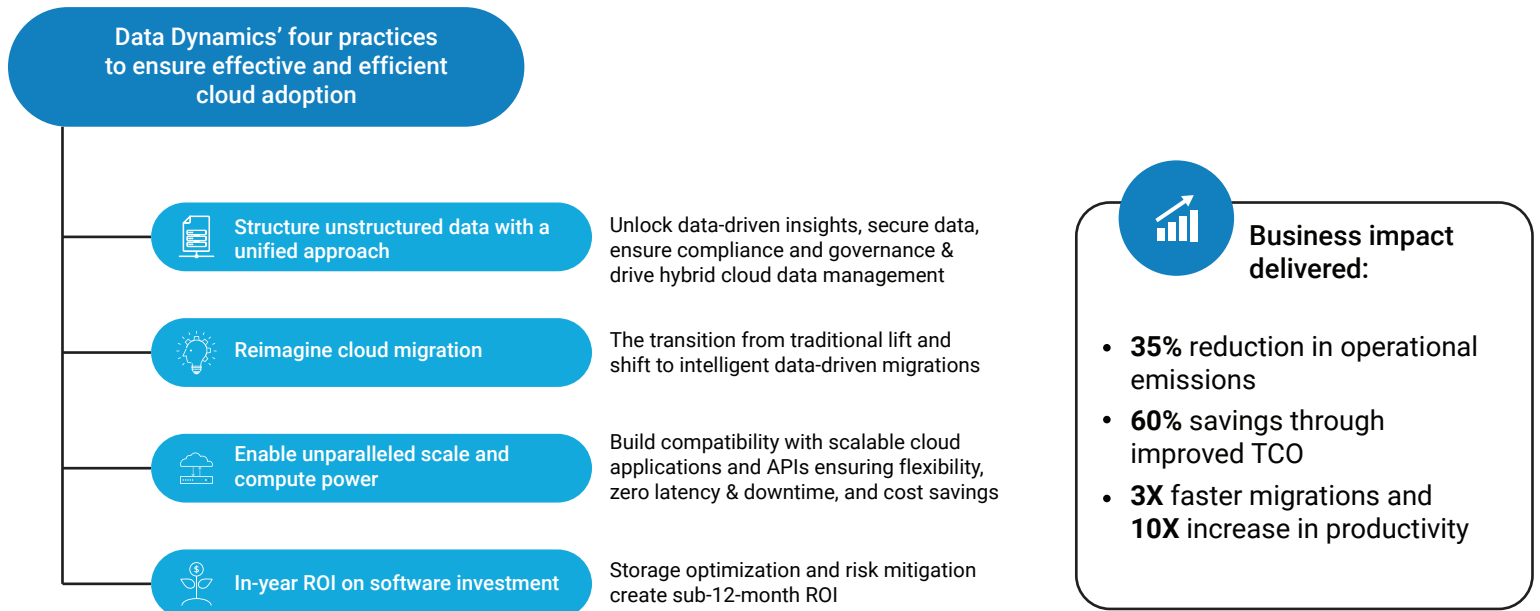 Data Dynamics’ four practices
to ensure effective and efficient
cloud adoption
Structure unstructured data with a
unified approach
Unlock data-driven insights, secure data,
ensure compliance and governance &
drive hybrid cloud data management
Reimagine cloud migration
The transition from traditional lift and
shift to intelligent data-driven migrations
Enable unparalleled scale and
compute power
Build compatibility with scalable cloud
applications and APIs ensuring flexibility,
zero latency & downtime, and cost savings
$
In-year ROI on software investment
Storage optimization and risk mitigation
create sub-12-month ROI
Business impact
delivered:
• 35% reduction in operational
emissions
• 60% savings through
improved TCO
• 3X faster migrations and
10X increase in productivity